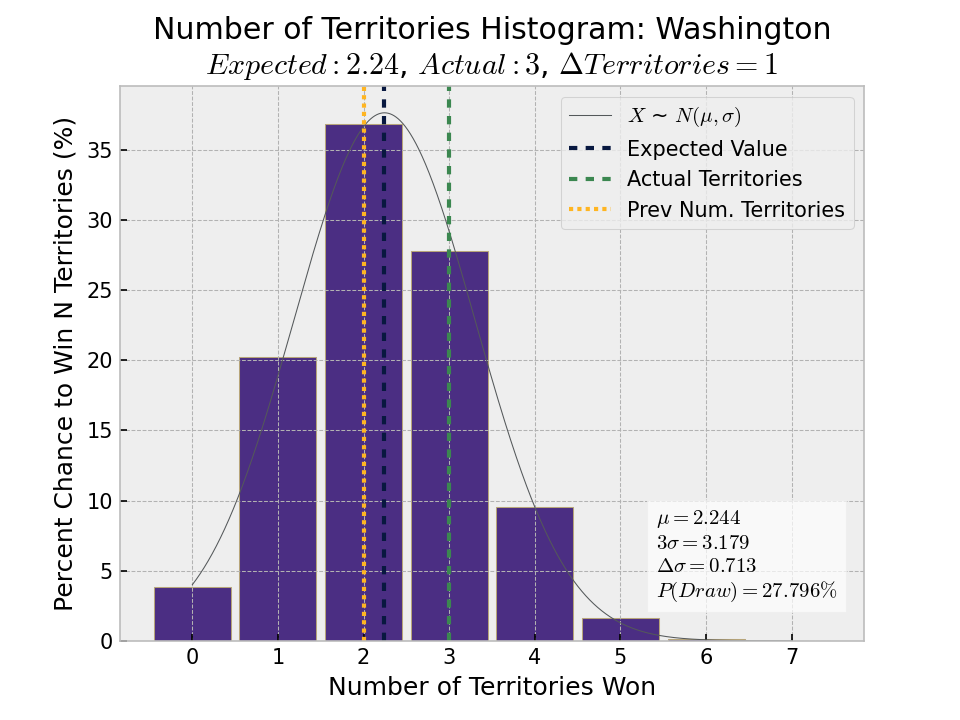 Number of Territories Histogram: Washington
Expected : 2.24, Actual : 3, ΔTerritories = 1
Percent Chance to Win N Territories (%)
35
30
25
20
15
10
5
0
X ~ N(μ, σ)
Expected Value
Actual Territories
Prev Num. Territories
μ = 2.244
3σ = 3.179
Δσ = 0.713
P(Draw) = 27.796%
0 1 2 3 4 5 6 7
Number of Territories Won